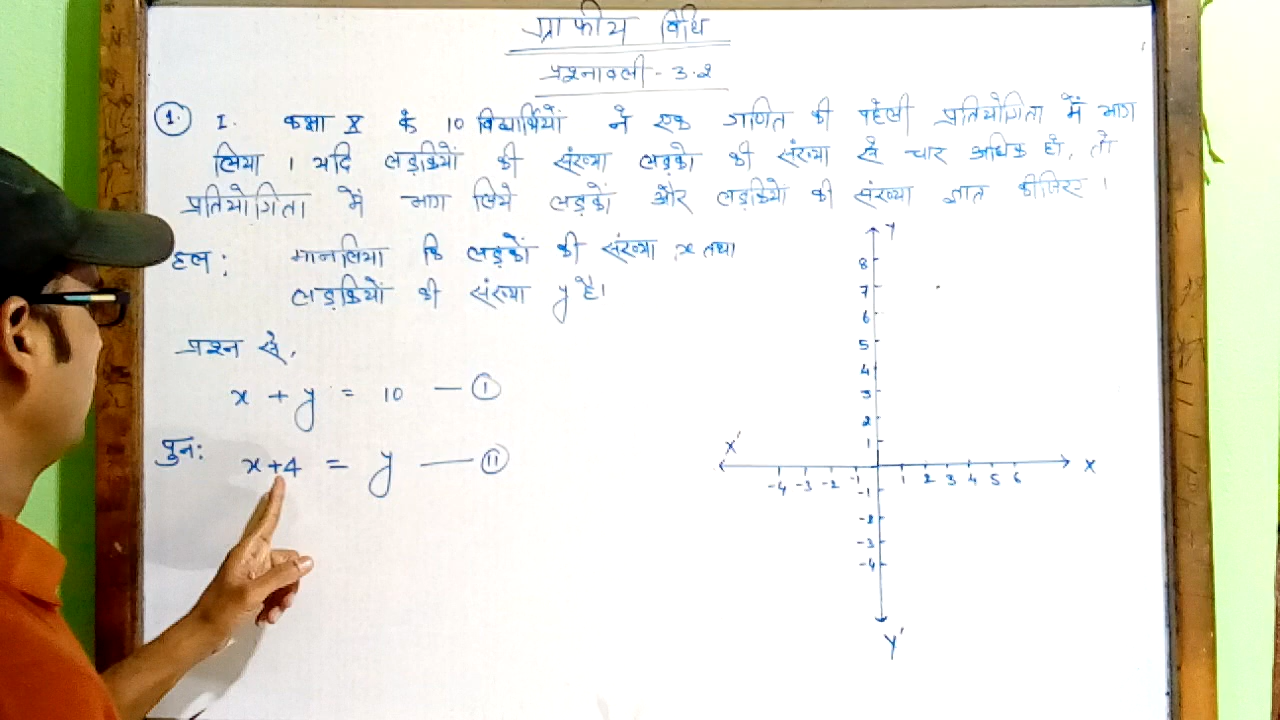 ग्राफीय विधि
प्रश्नावली - 3.2
1. I. कक्षा X के 10 विद्यार्थियों ने एक गणित की पहेली प्रतियोगिता में भाग
लिया । यदि लड़कियों की संख्या लड़कों की संख्या से चार अधिक हो, तो
प्रतियोगिता में भाग लिये लड़कों और लड़कियों की संख्या ज्ञात कीजिए ।
हल : मानलिया कि लड़कों की संख्या x तथा
लड़कियों की संख्या y है।
प्रश्न से,
x + y = 10 — I
पुनः x+4 = y — II
Y
8
7
6
5
4
3
2
1
X' X
-4 -3 -2 -1 1 2 3 4 5 6
-1
-2
-3
-4
Y'